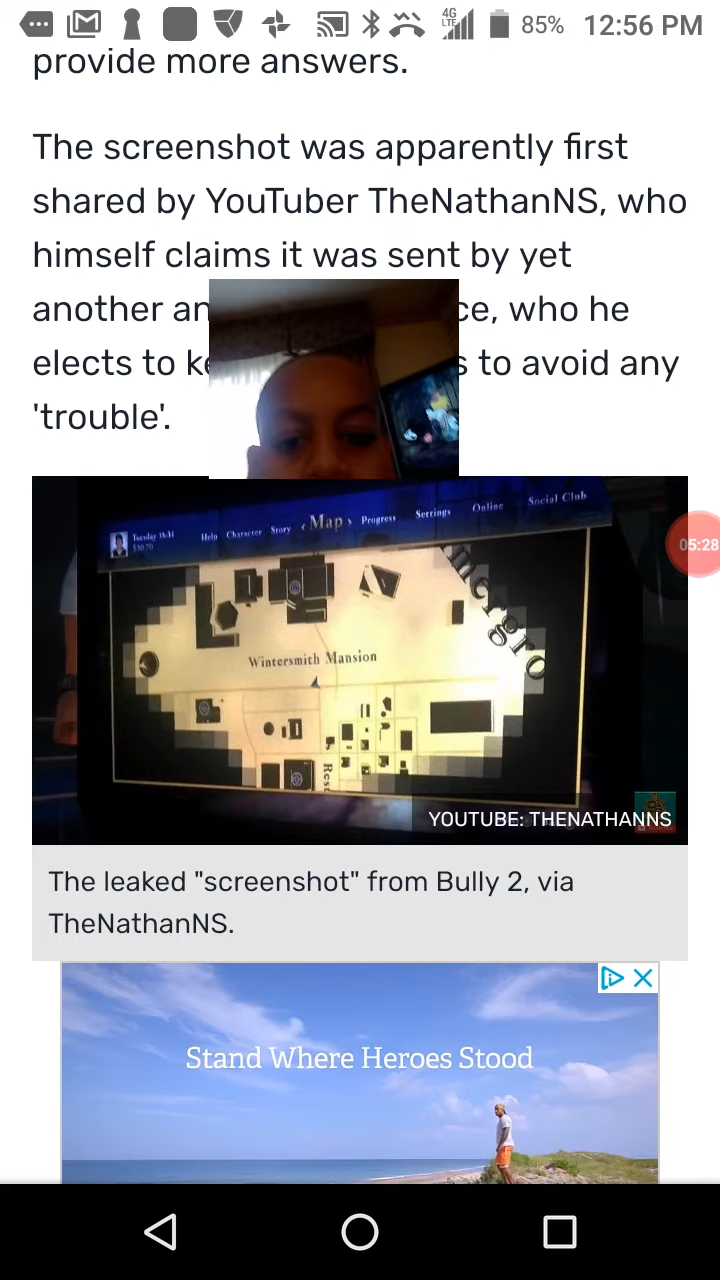 85% 12:56 PM
4G
LTE
provide more answers.
The screenshot was apparently first
shared by YouTuber TheNathanNS, who
himself claims it was sent by yet
another an ce, who he
elects to ke s to avoid any
'trouble'.
05:28
Help Character Story ‹ Map › Progress Settings Online Social Club
Tuesday
Wintersmith Mansion
YOUTUBE: THENATHANNS
The leaked "screenshot" from Bully 2, via
TheNathanNS.
Stand Where Heroes Stood